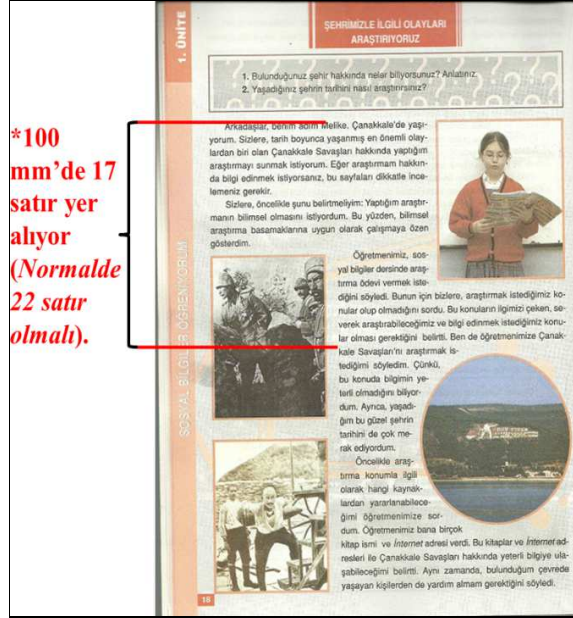 *100
mm’de 17
satır yer
alıyor
(Normalde
22 satır
olmalı).
1. ÜNİTE
SOSYAL BİLGİLER ÖĞRENİYORUM
ŞEHRİMİZLE İLGİLİ OLAYLARI
ARAŞTIRIYORUZ
1. Bulunduğunuz şehir hakkında neler biliyorsunuz? Anlatınız.
2. Yaşadığınız şehrin tarihini nasıl araştırırsınız?
Arkadaşlar, benim adım Melike. Çanakkale'de yaşı-
yorum. Sizlere, tarih boyunca yaşanmış en önemli olay-
lardan biri olan Çanakkale Savaşları hakkında yaptığım
araştırmayı sunmak istiyorum. Eğer araştırmam hakkın-
da bilgi edinmek istiyorsanız, bu sayfaları dikkatle ince-
lemeniz gerekir.
Sizlere, öncelikle şunu belirtmeliyim: Yaptığım araştır-
manın bilimsel olmasını istiyordum. Bu yüzden, bilimsel
araştırma basamaklarına uygun olarak çalışmaya özen
gösterdim.
Öğretmenimiz, sos-
yal bilgiler dersinde araş-
tırma ödevi vermek iste-
diğini söyledi. Bunun için bizlere, araştırmak istediğimiz ko-
nular olup olmadığını sordu. Bu konuların ilgimizi çeken, se-
verek araştırabileceğimiz ve bilgi edinmek istediğimiz konu-
lar olması gerektiğini belirtti. Ben de öğretmenimize Çanak-
kale Savaşları'nı araştırmak is-
tediğimi söyledim. Çünkü,
bu konuda bilgimin ye-
terli olmadığını biliyor-
dum. Ayrıca, yaşadı-
ğım bu güzel şehrin
tarihini de çok me-
rak ediyordum.
Öncelikle araş-
tırma konumla ilgili
olarak hangi kaynak-
lardan yararlanabilece-
ğimi öğretmenimize sor-
dum. Öğretmenimiz bana birçok
kitap ismi ve İnternet adresi verdi. Bu kitaplar ve İnternet ad-
resleri ile Çanakkale Savaşları hakkında yeterli bilgiye ula-
şabileceğimi belirtti. Aynı zamanda, bulunduğum çevrede
yaşayan kişilerden de yardım almam gerektiğini söyledi.
18